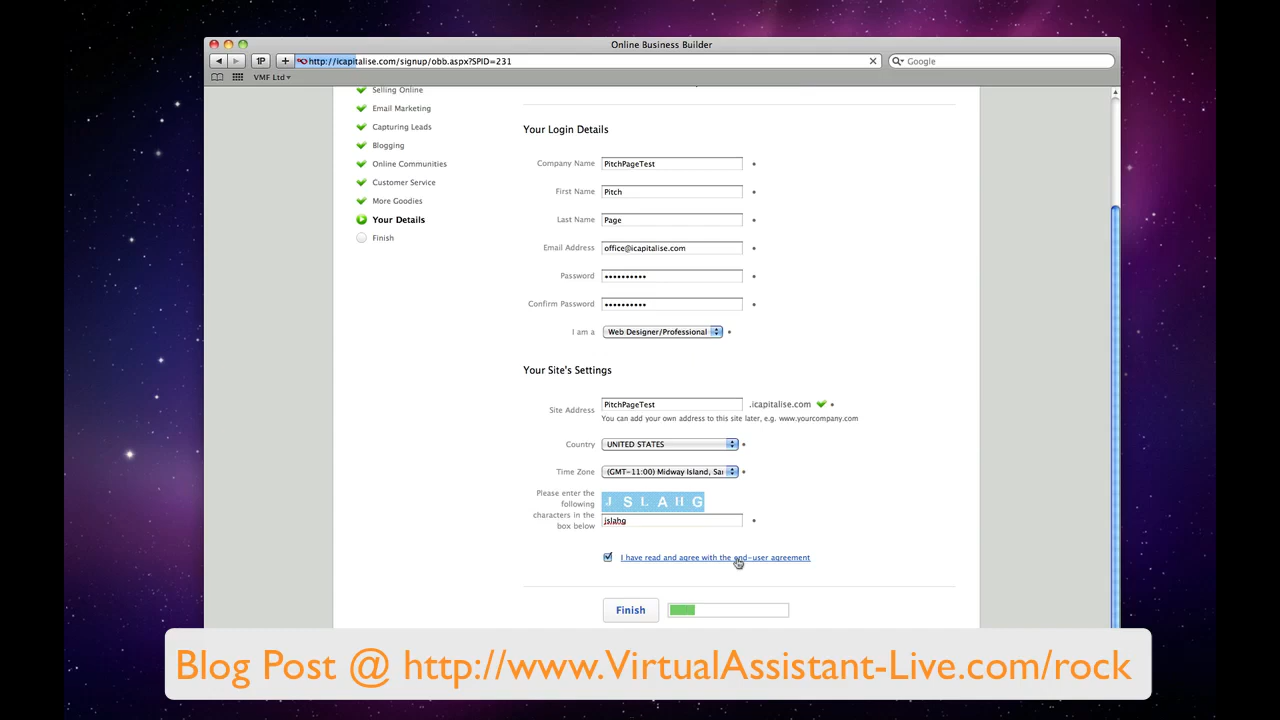 Online Business Builder
1P
+
http://icapitalise.com/signup/obb.aspx?SPID=231
Google
VMF Ltd
Selling Online
Email Marketing
Capturing Leads
Blogging
Online Communities
Customer Service
More Goodies
Your Details
Finish
Your Login Details
Company Name PitchPageTest
First Name Pitch
Last Name Page
Email Address office@icapitalise.com
Password ••••••••••
Confirm Password ••••••••••
I am a Web Designer/Professional
Your Site's Settings
Site Address PitchPageTest .icapitalise.com
You can add your own address to this site later, e.g. www.yourcompany.com
Country UNITED STATES
Time Zone (GMT-11:00) Midway Island, Sa
Please enter the
following
characters in the
box below
J S L A H G
jslahg
I have read and agree with the end-user agreement
Finish
Blog Post @ http://www.VirtualAssistant-Live.com/rock